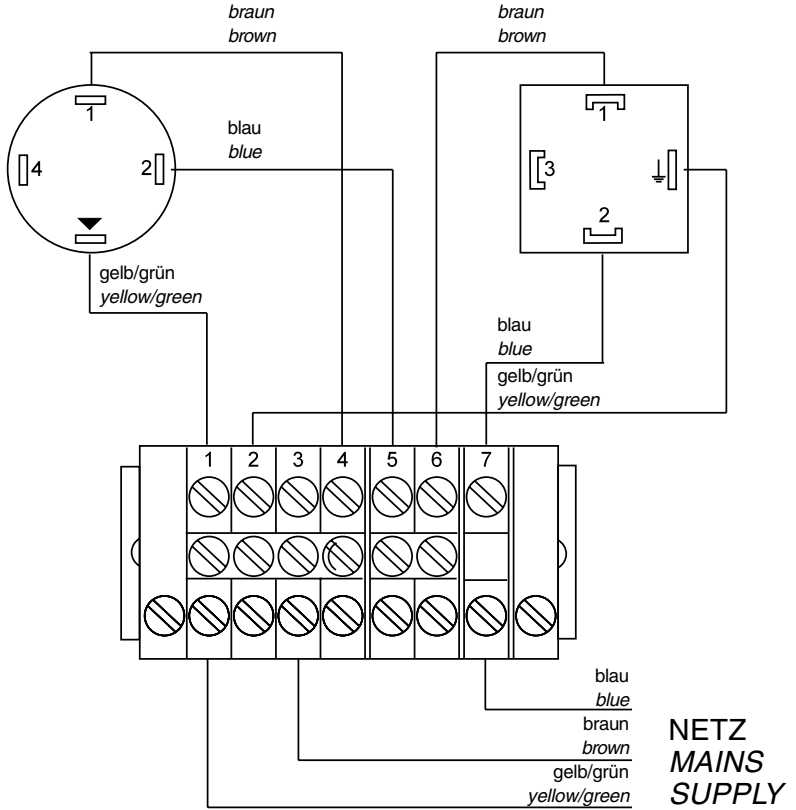 braun
brown
braun
brown
1
4
2
blau
blue
1
3
2
gelb/grün
yellow/green
blau
blue
gelb/grün
yellow/green
1 2 3 4 5 6 7
blau
blue
braun
brown
gelb/grün
yellow/green
NETZ
MAINS
SUPPLY